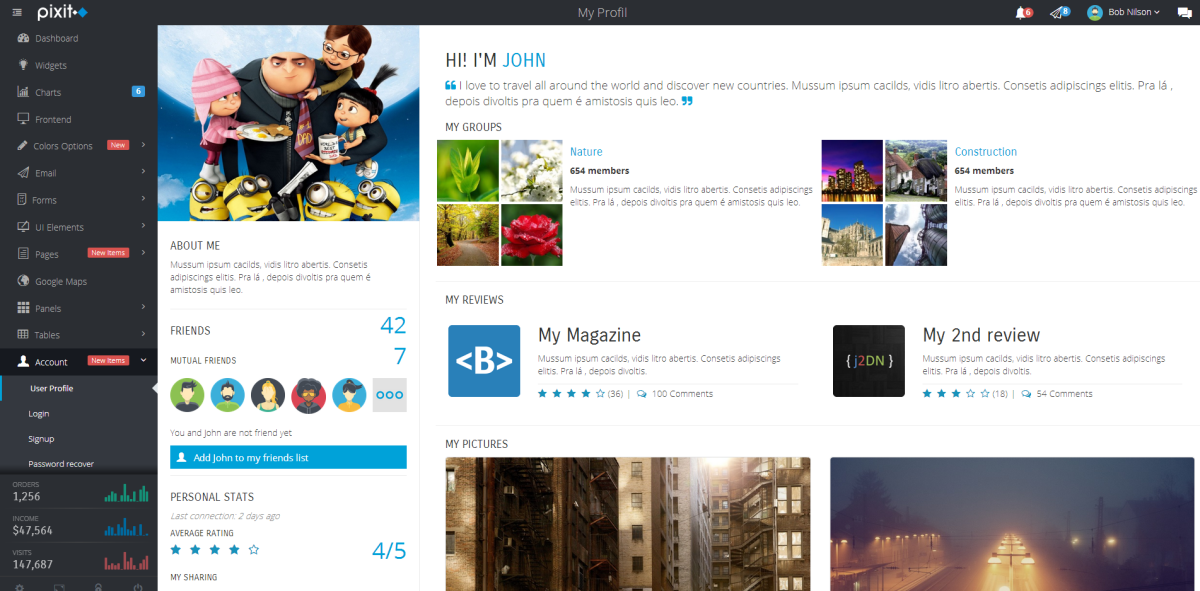 pixit
My Profil
6
8
Bob Nilson
Dashboard
Widgets
Charts
6
Frontend
Colors Options
New
Email
Forms
UI Elements
Pages
New Items
Google Maps
Panels
Tables
Account
New Items
User Profile
Login
Signup
Password recover
ORDERS
1,256
INCOME
$47,564
VISITS
147,687
DAD
ABOUT ME
Mussum ipsum cacilds, vidis litro abertis. Consetis
adipiscings elitis. Pra lá , depois divoltis pra quem é
amistosis quis leo.
FRIENDS
42
MUTUAL FRIENDS
7
You and John are not friend yet
Add John to my friends list
PERSONAL STATS
Last connection: 2 days ago
AVERAGE RATING
4/5
MY SHARING
HI! I'M JOHN
I love to travel all around the world and discover new countries. Mussum ipsum cacilds, vidis litro abertis. Consetis adipiscings elitis. Pra lá ,
depois divoltis pra quem é amistosis quis leo.
MY GROUPS
Nature
654 members
Mussum ipsum cacilds, vidis litro abertis. Consetis adipiscings
elitis. Pra lá , depois divoltis pra quem é amistosis quis leo.
Construction
654 members
Mussum ipsum cacilds, vidis litro abertis. Consetis adipiscings
elitis. Pra lá , depois divoltis pra quem é amistosis quis leo.
MY REVIEWS
<B>
My Magazine
Mussum ipsum cacilds, vidis litro abertis. Consetis adipiscings
elitis. Pra lá , depois divoltis.
(36) | 100 Comments
{ j2DN }
My 2nd review
Mussum ipsum cacilds, vidis litro abertis. Consetis adipiscings
elitis. Pra lá , depois divoltis.
(18) | 54 Comments
MY PICTURES